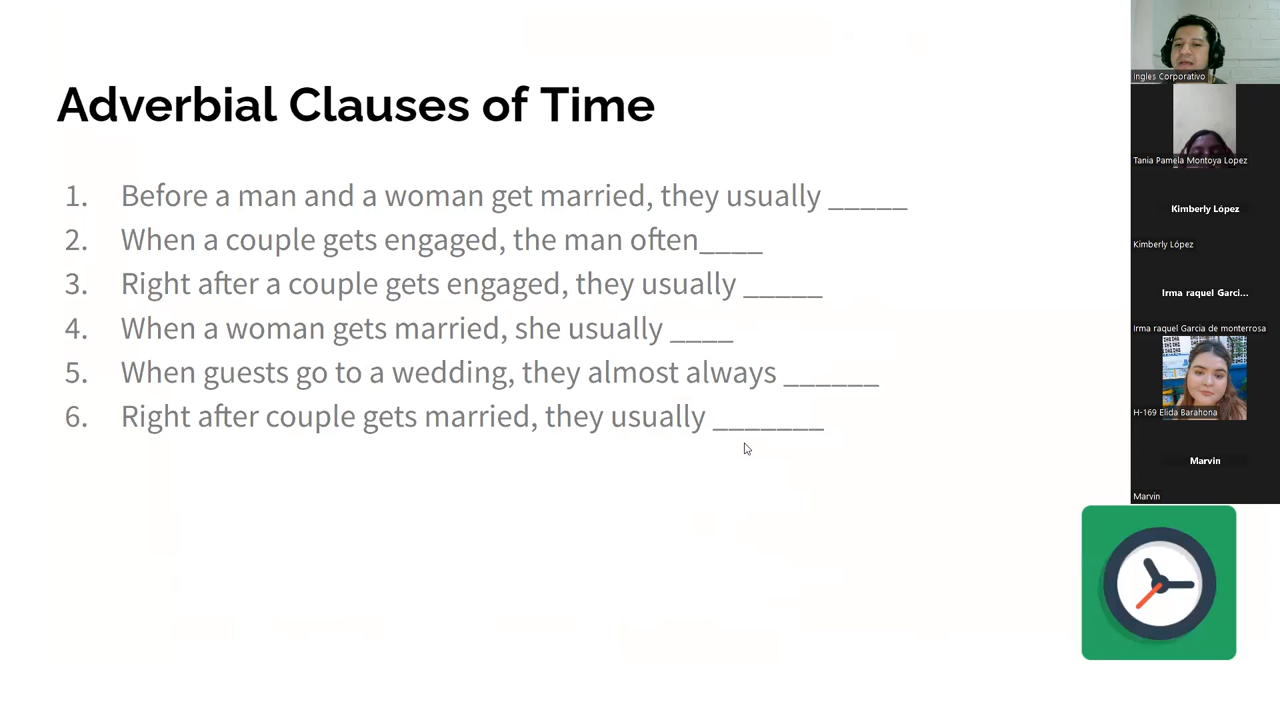 Adverbial Clauses of Time
1. Before a man and a woman get married, they usually _____
2. When a couple gets engaged, the man often____
3. Right after a couple gets engaged, they usually _____
4. When a woman gets married, she usually ____
5. When guests go to a wedding, they almost always ______
6. Right after couple gets married, they usually _______
Ingles Corporativo
Tania Pamela Montoya Lopez
Kimberly López
Kimberly López
Irma raquel Garci...
Irma raquel Garcia de monterrosa
H-169 Elida Barahona
Marvin
Marvin